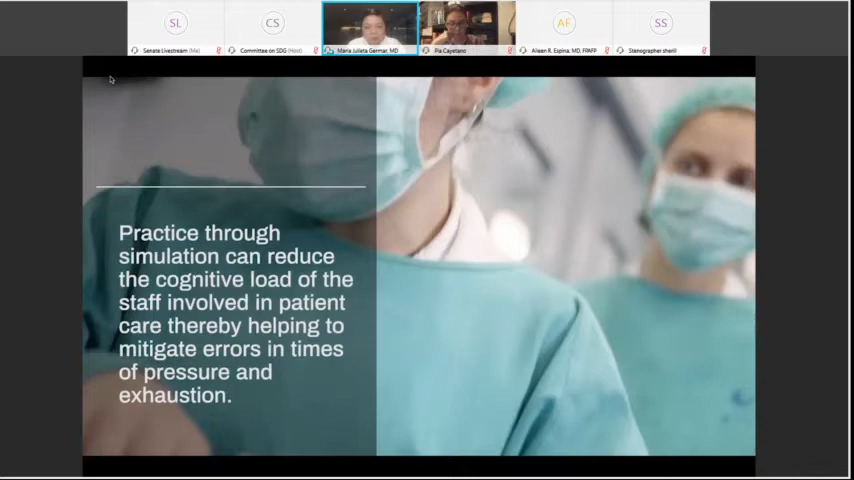 SL
CS
AE
SS
Senate Livestream (Me)
Committee on SDG (Host)
Maria Julieta Germar, MD
Pia Cayetano
Aileen R. Espina, MD, FPAFP
Stenographer sherill
Practice through
simulation can reduce
the cognitive load of the
staff involved in patient
care thereby helping to
mitigate errors in times
of pressure and
exhaustion.